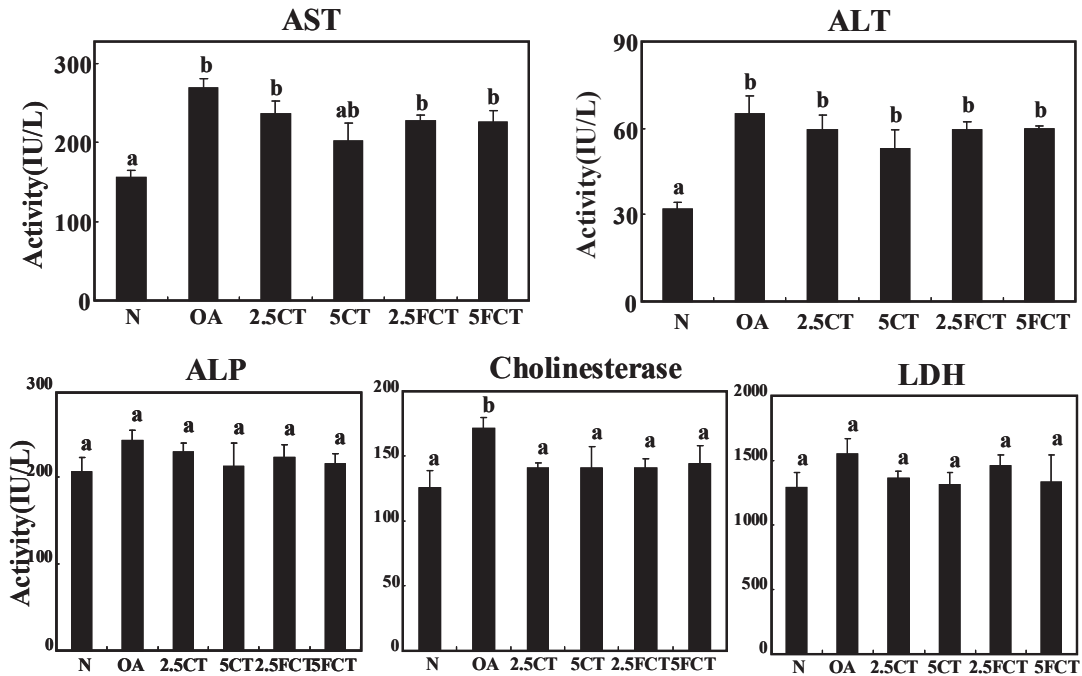 AST
Activity(IU/L)
300
200
100
0
a
b
b
ab
b
b
N OA 2.5CT 5CT 2.5FCT 5FCT
ALT
Activity(IU/L)
90
60
30
0
a
b
b
b
b
b
N OA 2.5CT 5CT 2.5FCT 5FCT
ALP
Activity(IU/L)
300
200
100
0
a
a
a
a
a
a
N OA 2.5CT 5CT 2.5FCT 5FCT
Cholinesterase
200
150
100
50
0
a
b
a
a
a
a
N OA 2.5CT 5CT 2.5FCT 5FCT
LDH
2000
1500
1000
500
0
a
a
a
a
a
a
N OA 2.5CT 5CT 2.5FCT 5FCT